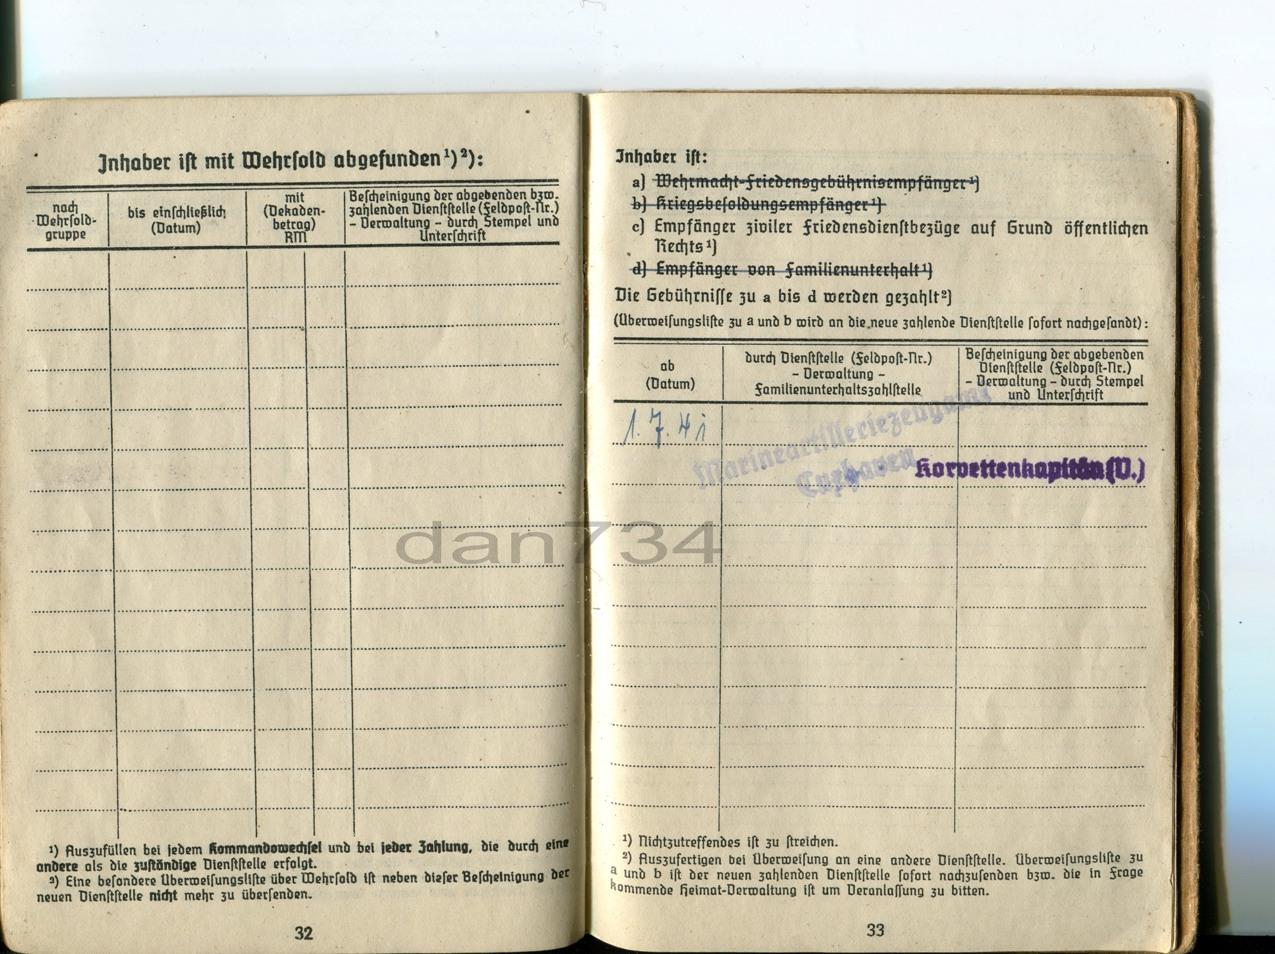 Inhaber ist mit Wehrsold abgefunden¹)²):
nach
Wehrsold-
gruppe
bis einschließlich
(Datum)
mit
(Dekaden-
betrag)
RM
Bescheinigung der abgebenden bzw.
zahlenden Dienststelle (Feldpost-Nr.)
- Verwaltung - durch Stempel und
Unterschrift
¹) Auszufüllen bei jedem Kommandowechsel und bei jeder Zahlung, die durch eine
andere als die zuständige Dienststelle erfolgt.
²) Eine besondere Überweisungsliste über Wehrsold ist neben dieser Bescheinigung der
neuen Dienststelle nicht mehr zu übersenden.
32
Inhaber ist:
a) Wehrmacht-Friedensgebührnisempfänger¹)
b) Kriegsbesoldungsempfänger¹)
c) Empfänger ziviler Friedensdienstbezüge auf Grund öffentlichen
Rechts¹)
d) Empfänger von Familienunterhalt¹)
Die Gebührnisse zu a bis d werden gezahlt²)
(Überweisungsliste zu a und b wird an die neue zahlende Dienststelle sofort nachgesandt):
ab
(Datum)
durch Dienststelle (Feldpost-Nr.)
- Verwaltung -
Familienunterhaltszahlstelle
Bescheinigung der abgebenden
Dienststelle (Feldpost-Nr.)
- Verwaltung - durch Stempel
und Unterschrift
1.7.41
Marineartilleriezeugamt
Cuxhaven
Korvettenkapitän (V.)
dan734
¹) Nichtzutreffendes ist zu streichen.
²) Auszufertigen bei Überweisung an eine andere Dienststelle. Überweisungsliste zu
a und b ist der neuen zahlenden Dienststelle sofort nachzusenden bzw. die in Frage
kommende Heimat-Verwaltung ist um Veranlassung zu bitten.
33